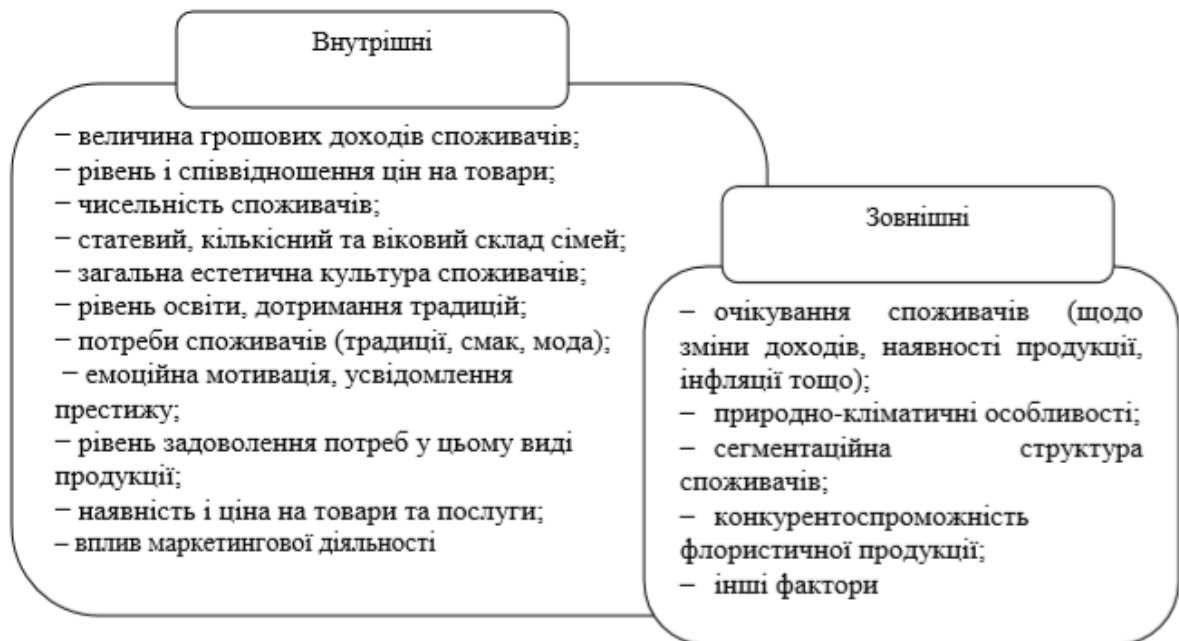 Внутрішні
− величина грошових доходів споживачів;
− рівень і співвідношення цін на товари;
− чисельність споживачів;
− статевий, кількісний та віковий склад сімей;
− загальна естетична культура споживачів;
− рівень освіти, дотримання традицій;
− потреби споживачів (традиції, смак, мода);
− емоційна мотивація, усвідомлення
престижу;
− рівень задоволення потреб у цьому виді
продукції;
− наявність і ціна на товари та послуги;
− вплив маркетингової діяльності
Зовнішні
− очікування споживачів (щодо
зміни доходів, наявності продукції,
інфляції тощо);
− природно-кліматичні особливості;
− сегментаційна структура
споживачів;
− конкурентоспроможність
флористичної продукції;
− інші фактори